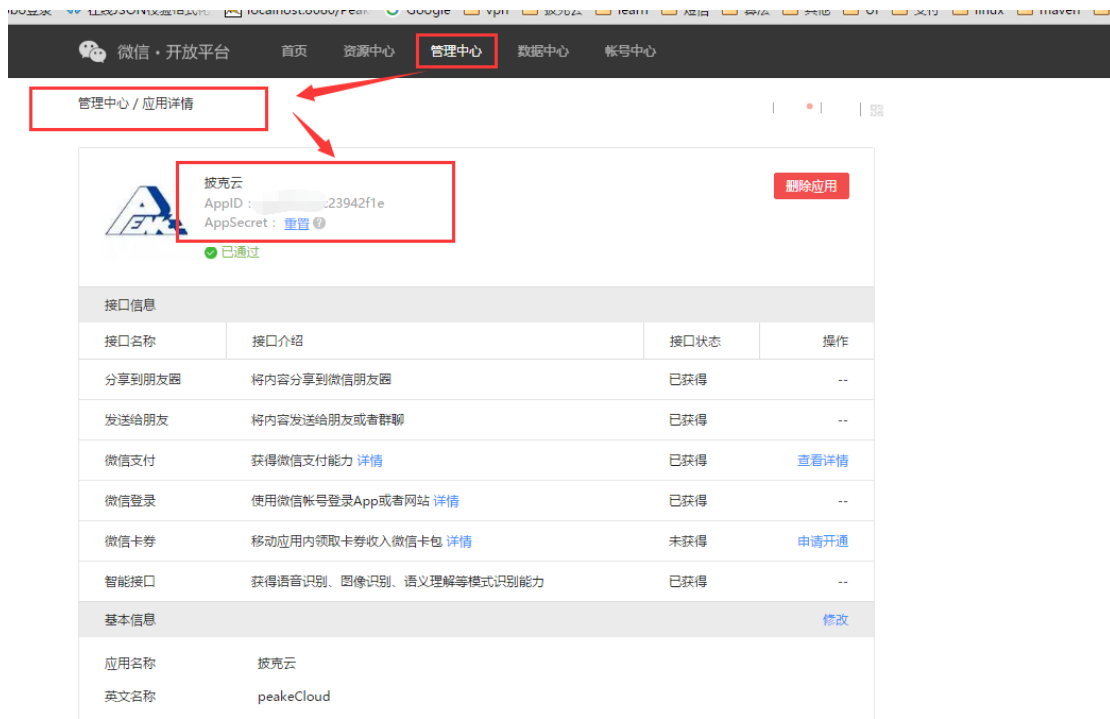 微信·开放平台 首页 资源中心 管理中心 数据中心 帐号中心
管理中心 / 应用详情
披克云
删除应用
AppID : :23942f1e
AppSecret : 重置
已通过
接口信息
接口名称 接口介绍 接口状态 操作
分享到朋友圈 将内容分享到微信朋友圈 已获得 --
发送给朋友 将内容发送给朋友或者群聊 已获得 --
微信支付 获得微信支付能力 详情 已获得 查看详情
微信登录 使用微信帐号登录App或者网站 详情 已获得 --
微信卡券 移动应用内领取卡券收入微信卡包 详情 未获得 申请开通
智能接口 获得语音识别、图像识别、语义理解等模式识别能力 已获得 --
基本信息 修改
应用名称 披克云
英文名称 peakeCloud